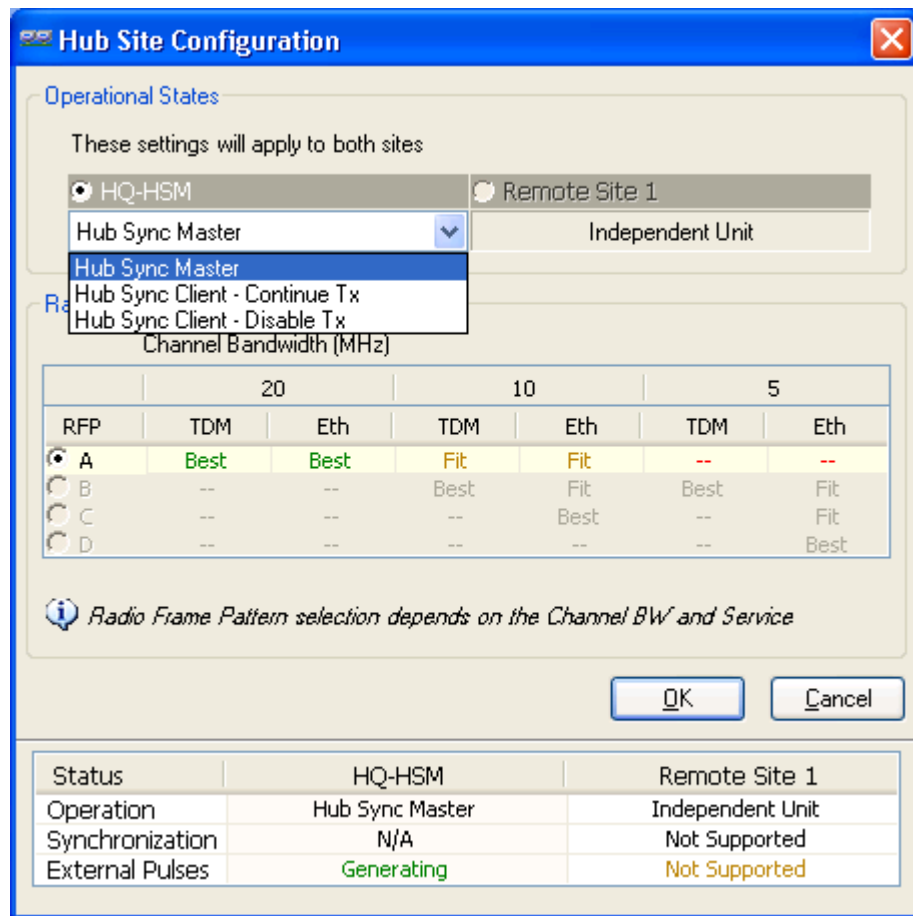 Hub Site Configuration
Operational States
These settings will apply to both sites
HQ-HSM Remote Site 1
Hub Sync Master Independent Unit
Hub Sync Master
Hub Sync Client - Continue Tx
Hub Sync Client - Disable Tx
Ra
Channel Bandwidth (MHz)
20 10 5
RFP TDM Eth TDM Eth TDM Eth
A Best Best Fit Fit -- --
B -- -- Best Fit Best Fit
C -- -- -- Best -- Fit
D -- -- -- -- -- Best
Radio Frame Pattern selection depends on the Channel BW and Service
OK Cancel
Status HQ-HSM Remote Site 1
Operation Hub Sync Master Independent Unit
Synchronization N/A Not Supported
External Pulses Generating Not Supported